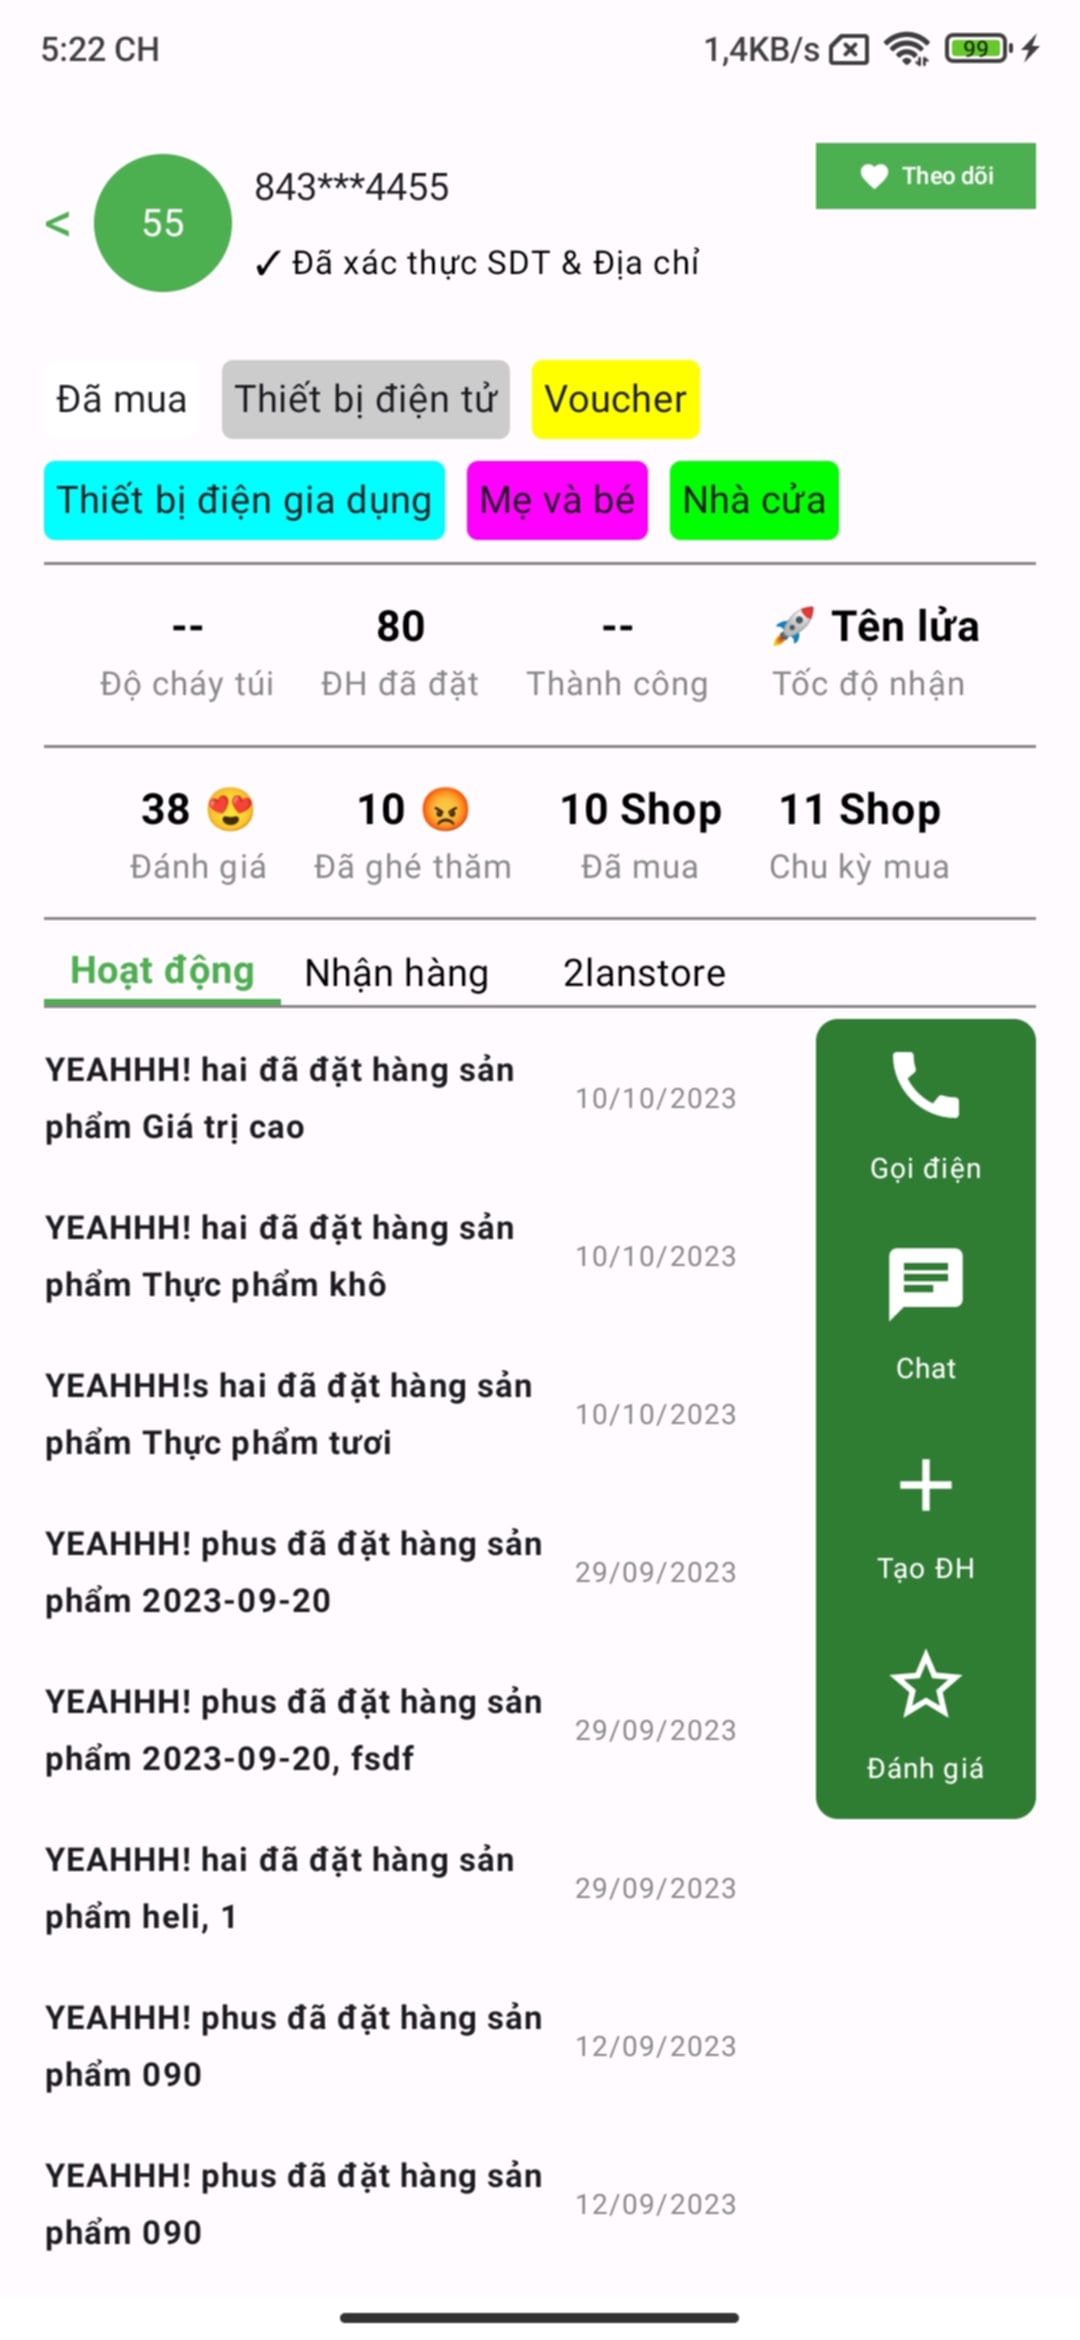 5:22 CH
1,4KB/s
99
843***4455
Theo dõi
<
55
✓ Đã xác thực SDT & Địa chỉ
Đã mua
Thiết bị điện tử
Voucher
Thiết bị điện gia dụng
Mẹ và bé
Nhà cửa
--
80
--
🚀 Tên lửa
Độ cháy túi
ĐH đã đặt
Thành công
Tốc độ nhận
38 😍
10 😡
10 Shop
11 Shop
Đánh giá
Đã ghé thăm
Đã mua
Chu kỳ mua
Hoạt động
Nhận hàng
2lanstore
YEAHHH! hai đã đặt hàng sản
phẩm Giá trị cao
10/10/2023
YEAHHH! hai đã đặt hàng sản
phẩm Thực phẩm khô
10/10/2023
YEAHHH!s hai đã đặt hàng sản
phẩm Thực phẩm tươi
10/10/2023
YEAHHH! phus đã đặt hàng sản
phẩm 2023-09-20
29/09/2023
YEAHHH! phus đã đặt hàng sản
phẩm 2023-09-20, fsdf
29/09/2023
YEAHHH! hai đã đặt hàng sản
phẩm heli, 1
29/09/2023
YEAHHH! phus đã đặt hàng sản
phẩm 090
12/09/2023
YEAHHH! phus đã đặt hàng sản
phẩm 090
12/09/2023
Gọi điện
Chat
Tạo ĐH
Đánh giá